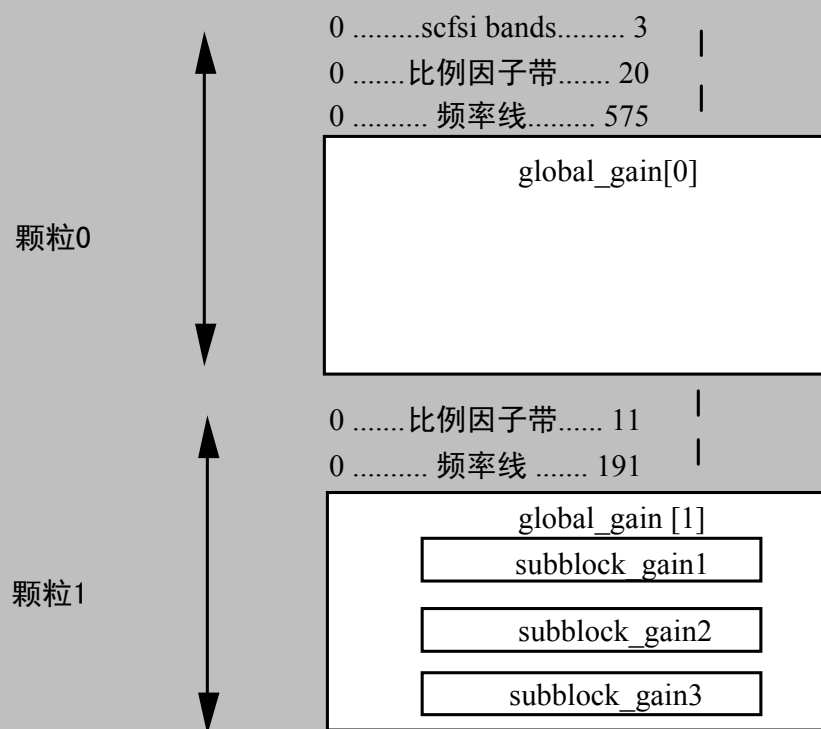 0 .........scfsi bands......... 3
0 .......比例因子带....... 20
0 .......... 频率线......... 575
global_gain[0]
颗粒0
0 .......比例因子带...... 11
0 .......... 频率线 ....... 191
global_gain [1]
subblock_gain1
颗粒1
subblock_gain2
subblock_gain3